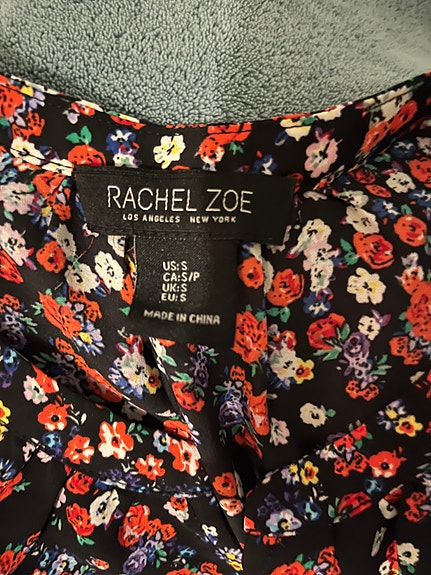 RACHEL ZOE
LOS ANGELES NEW YORK
US:S
CA:S/P
UK:S
EU:S
MADE IN CHINA